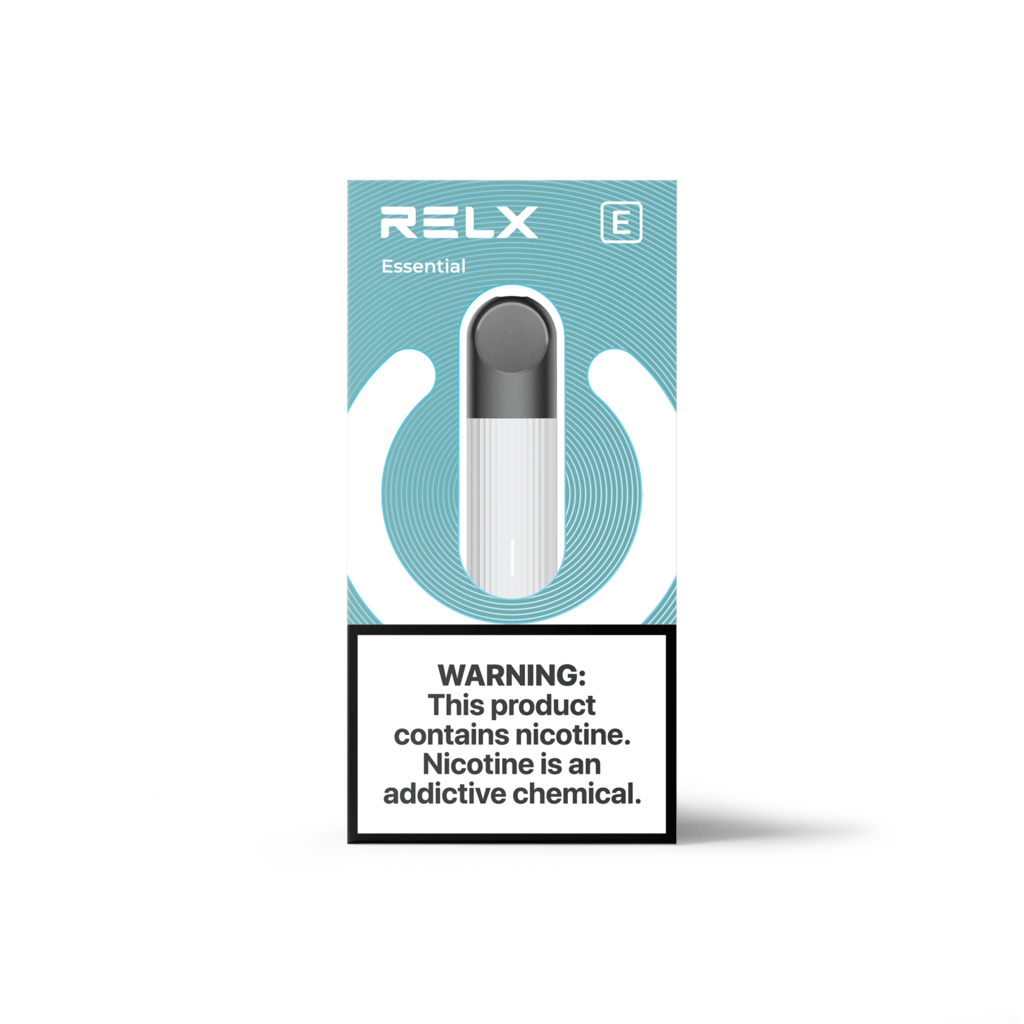 RELX
E
Essential
WARNING:
This product
contains nicotine.
Nicotine is an
addictive chemical.